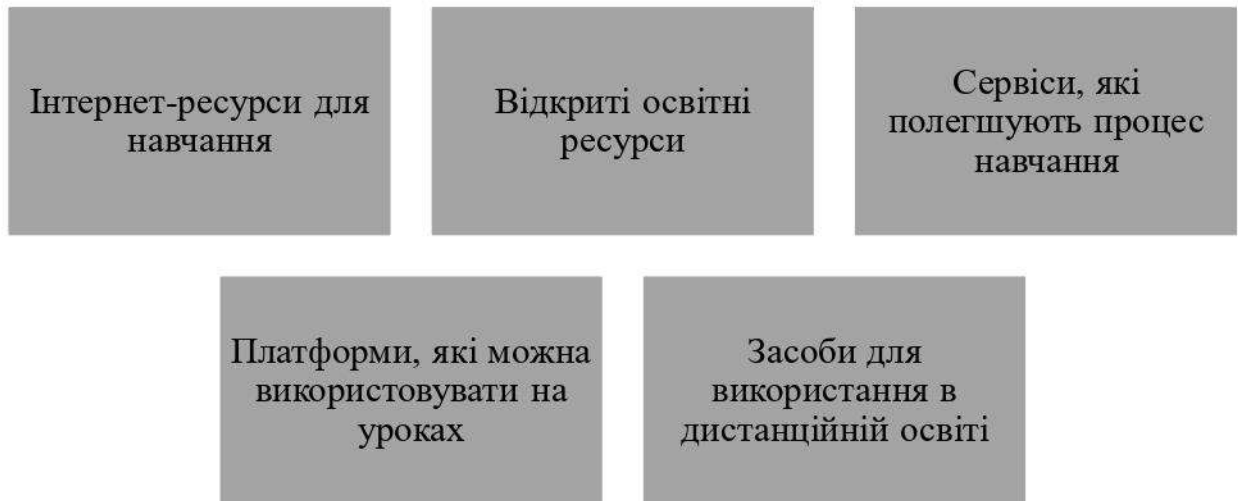 Інтернет-ресурси для
навчання
Відкриті освітні
ресурси
Сервіси, які
полегшують процес
навчання
Платформи, які можна
використовувати на
уроках
Засоби для
використання в
дистанційній освіті